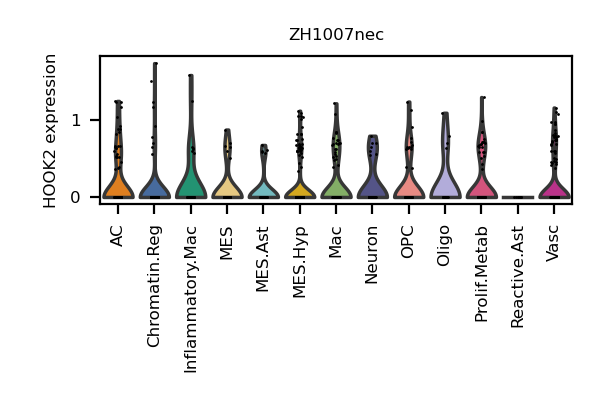 ZH1007nec
HOOK2 expression
1
0
AC
Chromatin.Reg
Inflammatory.Mac
MES
MES.Ast
MES.Hyp
Mac
Neuron
OPC
Oligo
Prolif.Metab
Reactive.Ast
Vasc